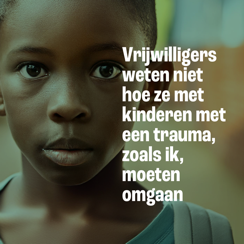 Vrijwilligers
weten niet
hoe ze met
kinderen met
een trauma,
zoals ik,
moeten
omgaan